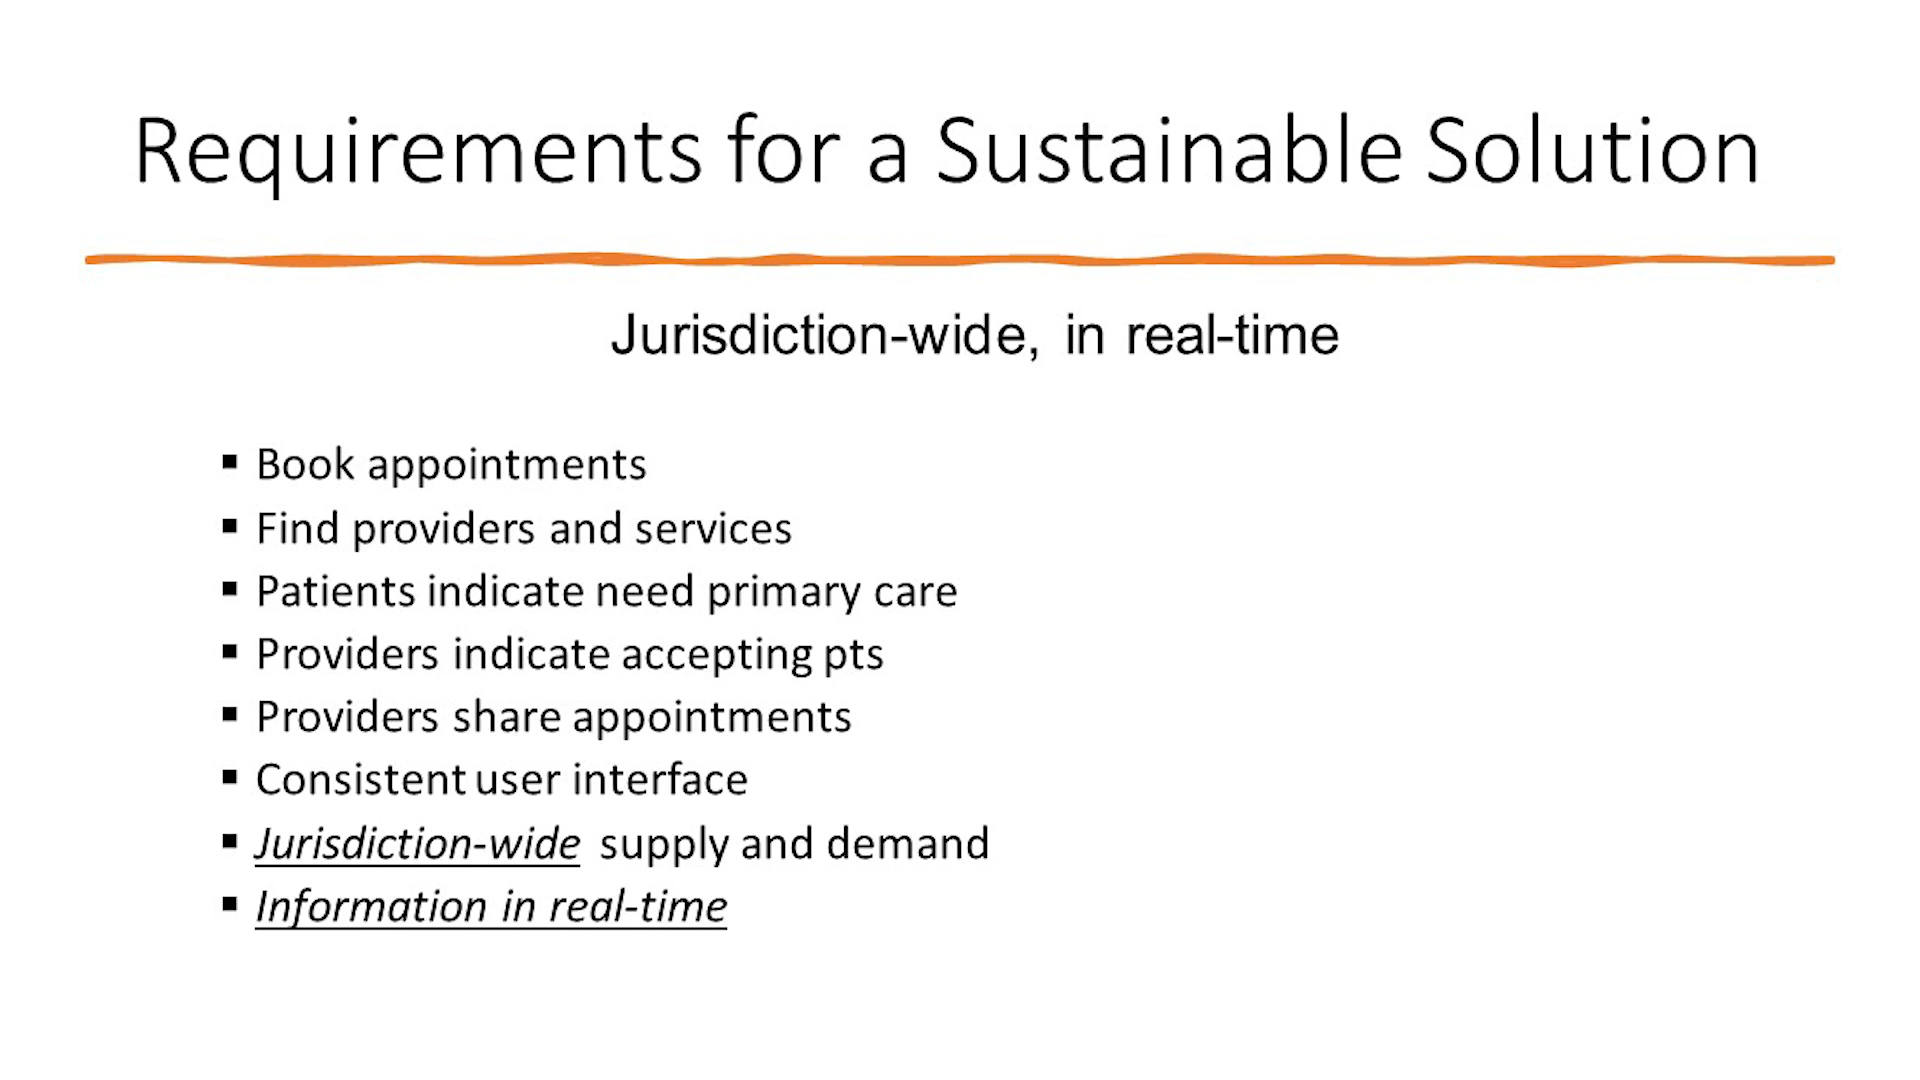 Requirements for a Sustainable Solution
Jurisdiction-wide, in real-time
▪ Book appointments
▪ Find providers and services
▪ Patients indicate need primary care
▪ Providers indicate accepting pts
▪ Providers share appointments
▪ Consistent user interface
▪ Jurisdiction-wide supply and demand
▪ Information in real-time